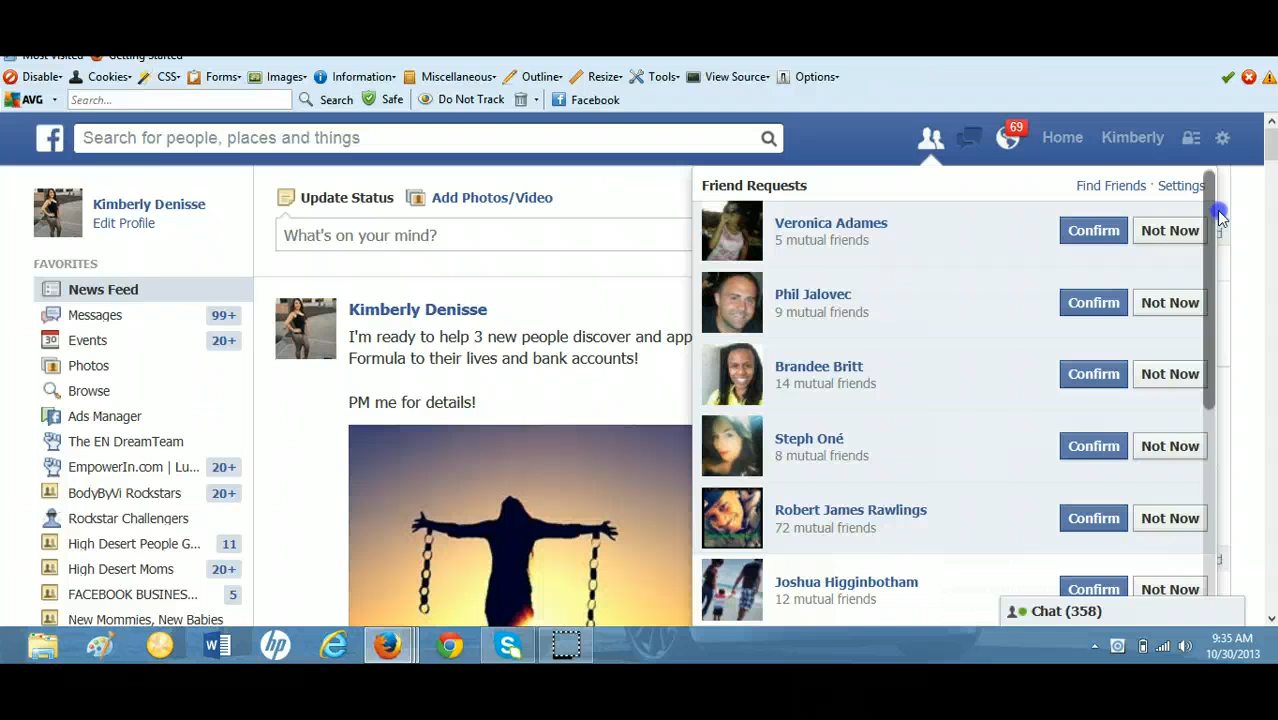 Most Visited Getting Started
Disable Cookies CSS Forms Images Information Miscellaneous Outline Resize Tools View Source Options
AVG Search... Search Safe Do Not Track Facebook
f Search for people, places and things 69 Home Kimberly
Kimberly Denisse
Edit Profile
FAVORITES
News Feed
Messages 99+
30 Events 20+
Photos
Browse
Ads Manager
The EN DreamTeam
EmpowerIn.com | Lu... 20+
BodyByVi Rockstars 20+
Rockstar Challengers
High Desert People G... 11
High Desert Moms 20+
FACEBOOK BUSINES... 5
New Mommies, New Babies
Update Status Add Photos/Video
What's on your mind?
Kimberly Denisse
I'm ready to help 3 new people discover and app
Formula to their lives and bank accounts!
PM me for details!
Friend Requests Find Friends · Settings
Veronica Adames
5 mutual friends
Confirm Not Now
Phil Jalovec
9 mutual friends
Confirm Not Now
Brandee Britt
14 mutual friends
Confirm Not Now
Steph Oné
8 mutual friends
Confirm Not Now
Robert James Rawlings
72 mutual friends
Confirm Not Now
Joshua Higginbotham
12 mutual friends
Confirm Not Now
Chat (358)
9:35 AM
10/30/2013